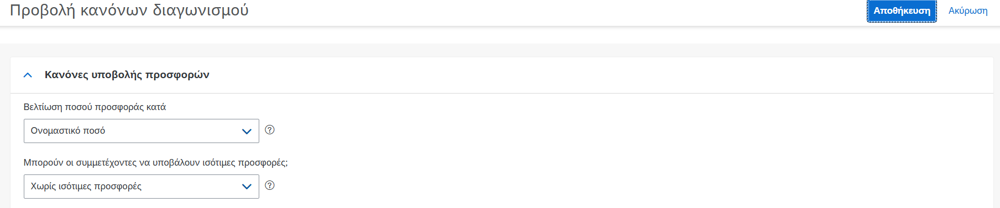 Προβολή κανόνων διαγωνισμού
Αποθήκευση
Ακύρωση
Κανόνες υποβολής προσφορών
Βελτίωση ποσού προσφοράς κατά
Ονομαστικό ποσό
Μπορούν οι συμμετέχοντες να υποβάλουν ισότιμες προσφορές;
Χωρίς ισότιμες προσφορές